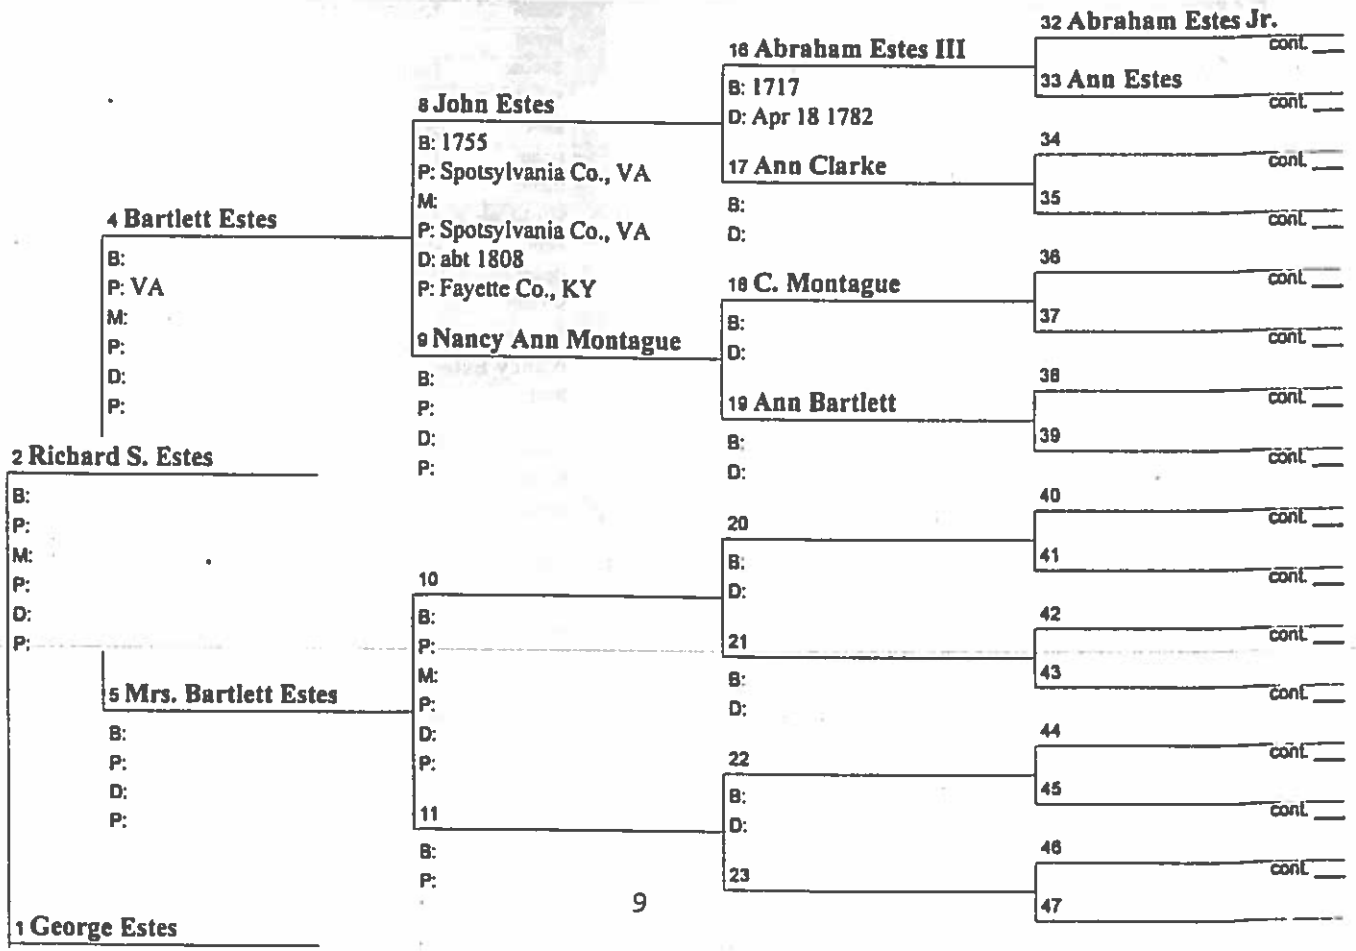 32 Abraham Estes Jr.
cont.
16 Abraham Estes III
B: 1717
D: Apr 18 1782
33 Ann Estes
cont.
8 John Estes
B: 1755
P: Spotsylvania Co., VA
M:
P: Spotsylvania Co., VA
D: abt 1808
P: Fayette Co., KY
34
cont.
17 Ann Clarke
B:
D:
35
cont.
4 Bartlett Estes
B:
P: VA
M:
P:
D:
P:
36
cont.
18 C. Montague
B:
D:
37
cont.
9 Nancy Ann Montague
B:
P:
D:
P:
38
cont.
19 Ann Bartlett
B:
D:
39
cont.
2 Richard S. Estes
B:
P:
M:
P:
D:
P:
40
cont.
20
B:
D:
41
cont.
10
B:
P:
M:
P:
D:
P:
42
cont.
21
B:
D:
43
cont.
5 Mrs. Bartlett Estes
B:
P:
D:
P:
44
cont.
22
B:
D:
45
cont.
11
B:
P:
46
cont.
23
47
9
1 George Estes